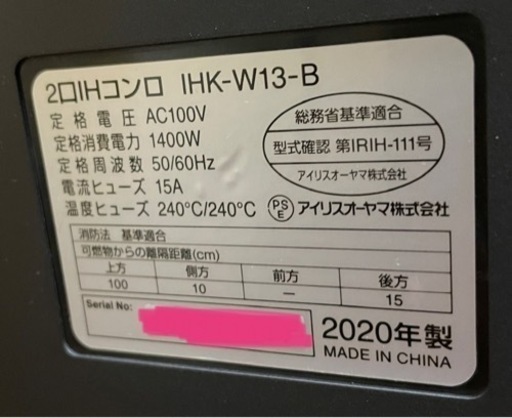 2口IHコンロ IHK-W13-B
定格電圧 AC100V
定格消費電力 1400W
定格周波数 50/60Hz
電流ヒューズ 15A
温度ヒューズ 240℃/240℃
総務省基準適合
型式確認 第IRIH-111号
アイリスオーヤマ株式会社
PSE アイリスオーヤマ株式会社
消防法 基準適合
可燃物からの離隔距離(cm)
上方 側方 前方 後方
100 10 — 15
Serial No:
2020年製
MADE IN CHINA